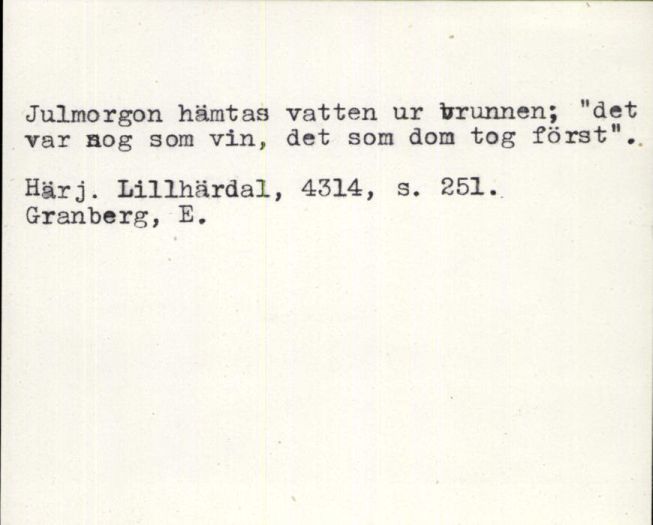 Julmorgon hämtas vatten ur brunnen; "det
var nog som vin, det som dom tog först".
Härj. Lillhärdal, 4314, s. 251.
Granberg, E.